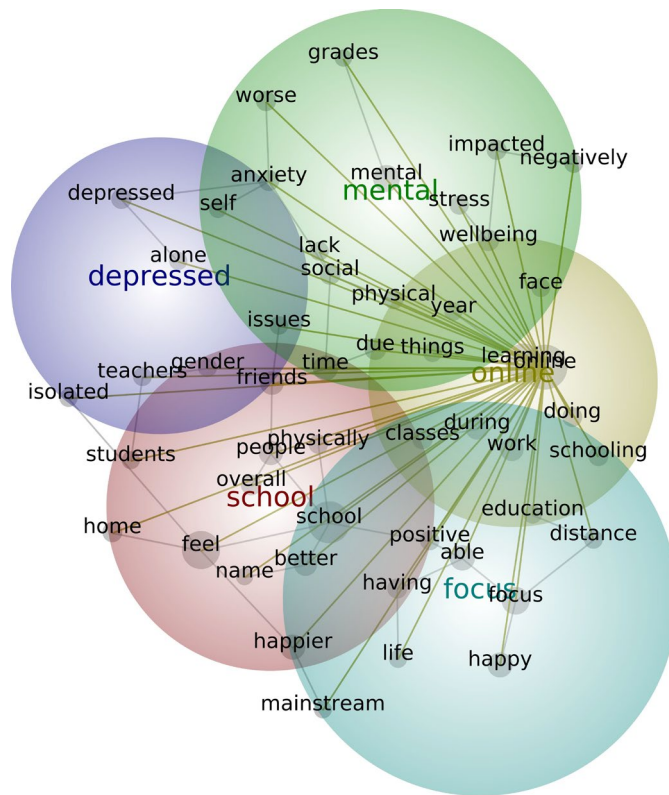 grades
worse
impacted
negatively
anxiety
mental
mental
depressed
self
stress
wellbeing
lack
alone
social
depressed
face
physical
year
issues
due
things
learning
online
online
gender
time
teachers
friends
isolated
doing
during
classes
physically
work
people
students
schooling
overall
school
school
education
home
positive
distance
feel
able
better
name
having
focus
focus
happier
life
happy
mainstream